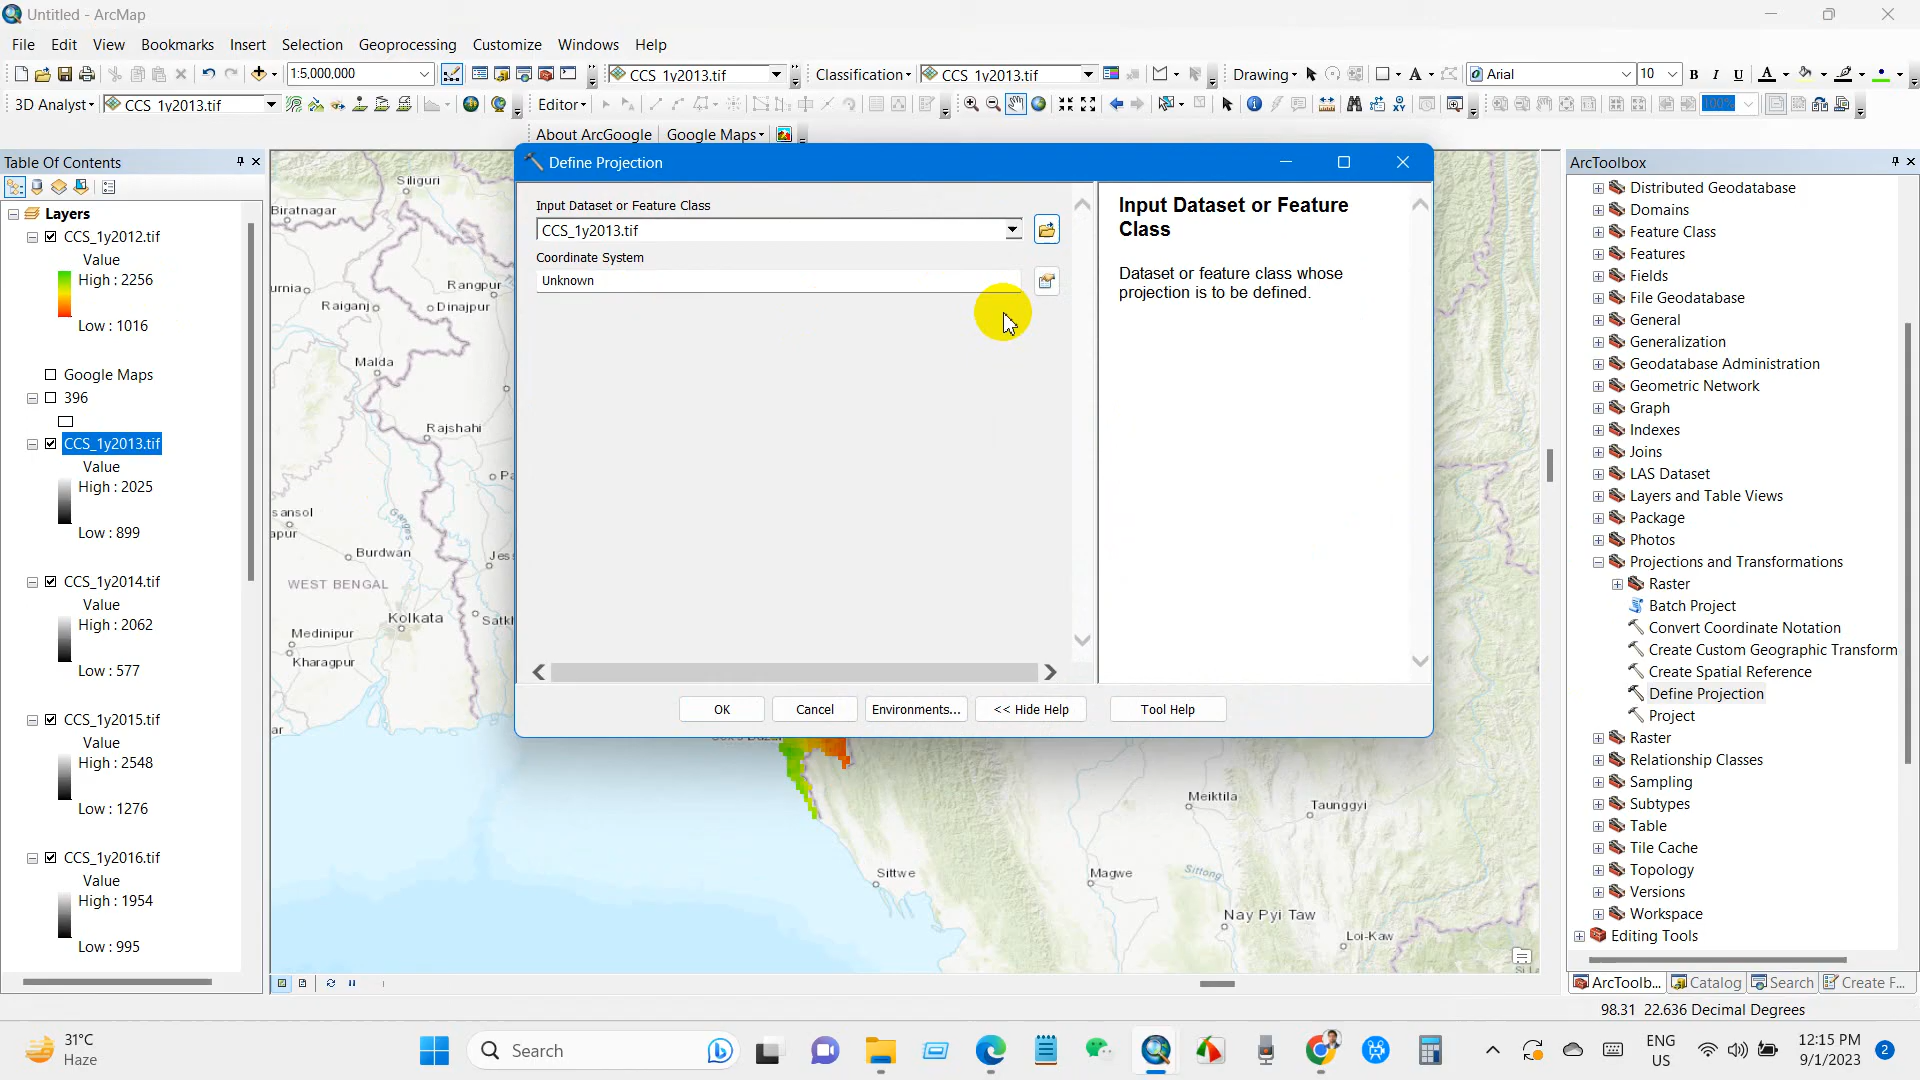 Untitled - ArcMap
File Edit View Bookmarks Insert Selection Geoprocessing Customize Windows Help
1:5,000,000 CCS_1y2013.tif Classification CCS_1y2013.tif Drawing Arial 10 B I U A
3D Analyst CCS_1y2013.tif Editor 100%
About ArcGoogle Google Maps
Table Of Contents
Layers
CCS_1y2012.tif
Value
High : 2256
Low : 1016
Google Maps
396
CCS_1y2013.tif
Value
High : 2025
Low : 899
CCS_1y2014.tif
Value
High : 2062
Low : 577
CCS_1y2015.tif
Value
High : 2548
Low : 1276
CCS_1y2016.tif
Value
High : 1954
Low : 995
Siliguri
Biratnagar
Rangpur
Raiganj
Dinajpur
Malda
Rajshahi
Burdwan
WEST BENGAL
Ganges
Kolkata
Medinipur
Kharagpur
Sittwe
Meiktila
Taunggyi
Magwe
Sittong
Nay Pyi Taw
Loi-Kaw
Define Projection
Input Dataset or Feature Class
CCS_1y2013.tif
Coordinate System
Unknown
Input Dataset or Feature
Class
Dataset or feature class whose
projection is to be defined.
OK Cancel Environments... << Hide Help Tool Help
ArcToolbox
Distributed Geodatabase
Domains
Feature Class
Features
Fields
File Geodatabase
General
Generalization
Geodatabase Administration
Geometric Network
Graph
Indexes
Joins
LAS Dataset
Layers and Table Views
Package
Photos
Projections and Transformations
Raster
Batch Project
Convert Coordinate Notation
Create Custom Geographic Transform
Create Spatial Reference
Define Projection
Project
Raster
Relationship Classes
Sampling
Subtypes
Table
Tile Cache
Topology
Versions
Workspace
Editing Tools
ArcToolb... Catalog Search Create F...
98.31 22.636 Decimal Degrees
31°C
Haze
Search
ENG
US
12:15 PM
9/1/2023
2